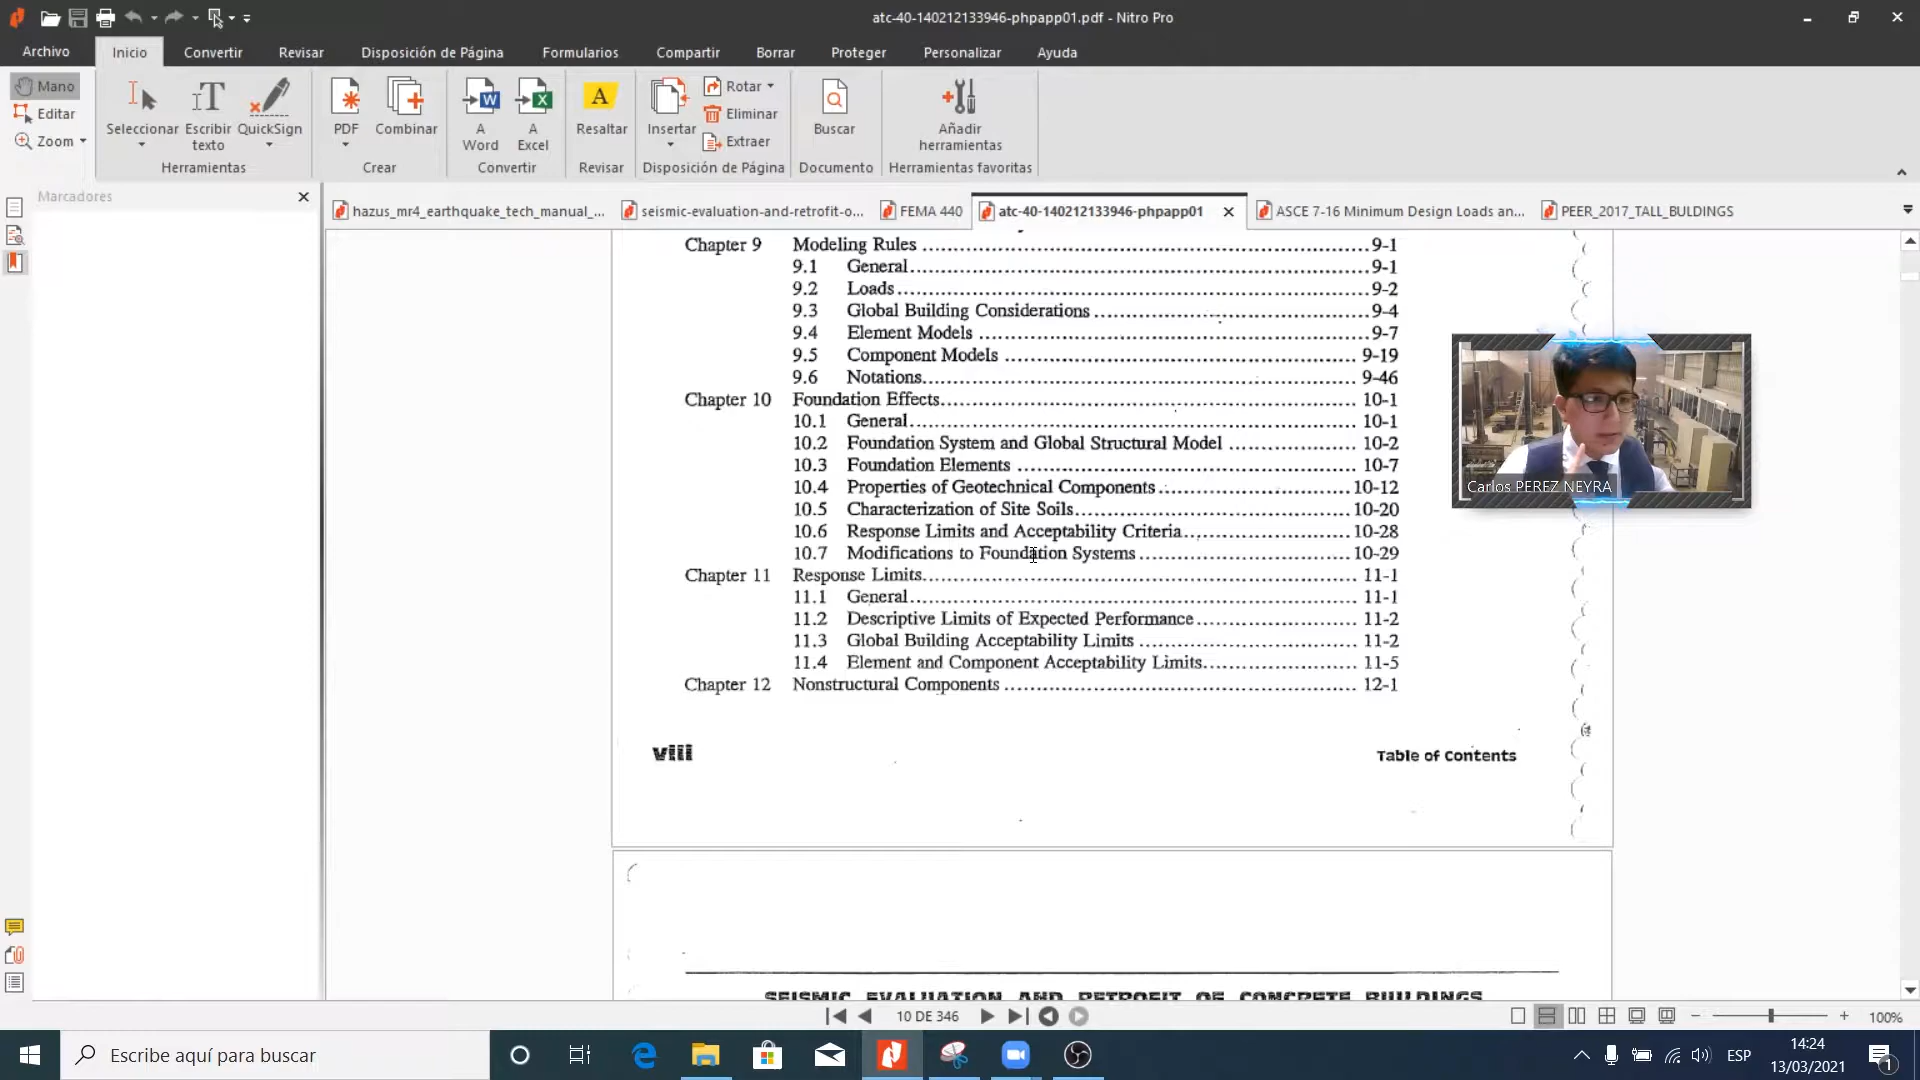 atc-40-140212133946-phpapp01.pdf - Nitro Pro
Archivo Inicio Convertir Revisar Disposición de Página Formularios Compartir Borrar Proteger Personalizar Ayuda
Mano
Editar
Zoom
Seleccionar
Escribir texto
QuickSign
Herramientas
PDF
Combinar
Crear
A Word
A Excel
Convertir
Resaltar
Revisar
Insertar
Rotar
Eliminar
Extraer
Disposición de Página
Buscar
Documento
Añadir herramientas
Herramientas favoritas
Marcadores
hazus_mr4_earthquake_tech_manual_...
seismic-evaluation-and-retrofit-o...
FEMA 440
atc-40-140212133946-phpapp01
ASCE 7-16 Minimum Design Loads an...
PEER_2017_TALL_BULDINGS
Chapter 9 Modeling Rules 9-1
9.1 General 9-1
9.2 Loads 9-2
9.3 Global Building Considerations 9-4
9.4 Element Models 9-7
9.5 Component Models 9-19
9.6 Notations 9-46
Chapter 10 Foundation Effects 10-1
10.1 General 10-1
10.2 Foundation System and Global Structural Model 10-2
10.3 Foundation Elements 10-7
10.4 Properties of Geotechnical Components 10-12
10.5 Characterization of Site Soils 10-20
10.6 Response Limits and Acceptability Criteria 10-28
10.7 Modifications to Foundation Systems 10-29
Chapter 11 Response Limits 11-1
11.1 General 11-1
11.2 Descriptive Limits of Expected Performance 11-2
11.3 Global Building Acceptability Limits 11-2
11.4 Element and Component Acceptability Limits 11-5
Chapter 12 Nonstructural Components 12-1
viii
Table of Contents
Carlos PEREZ NEYRA
SEISMIC EVALUATION AND RETROFIT OF CONCRETE BUILDINGS
10 DE 346
100%
Escribe aquí para buscar
ESP
14:24
13/03/2021
1